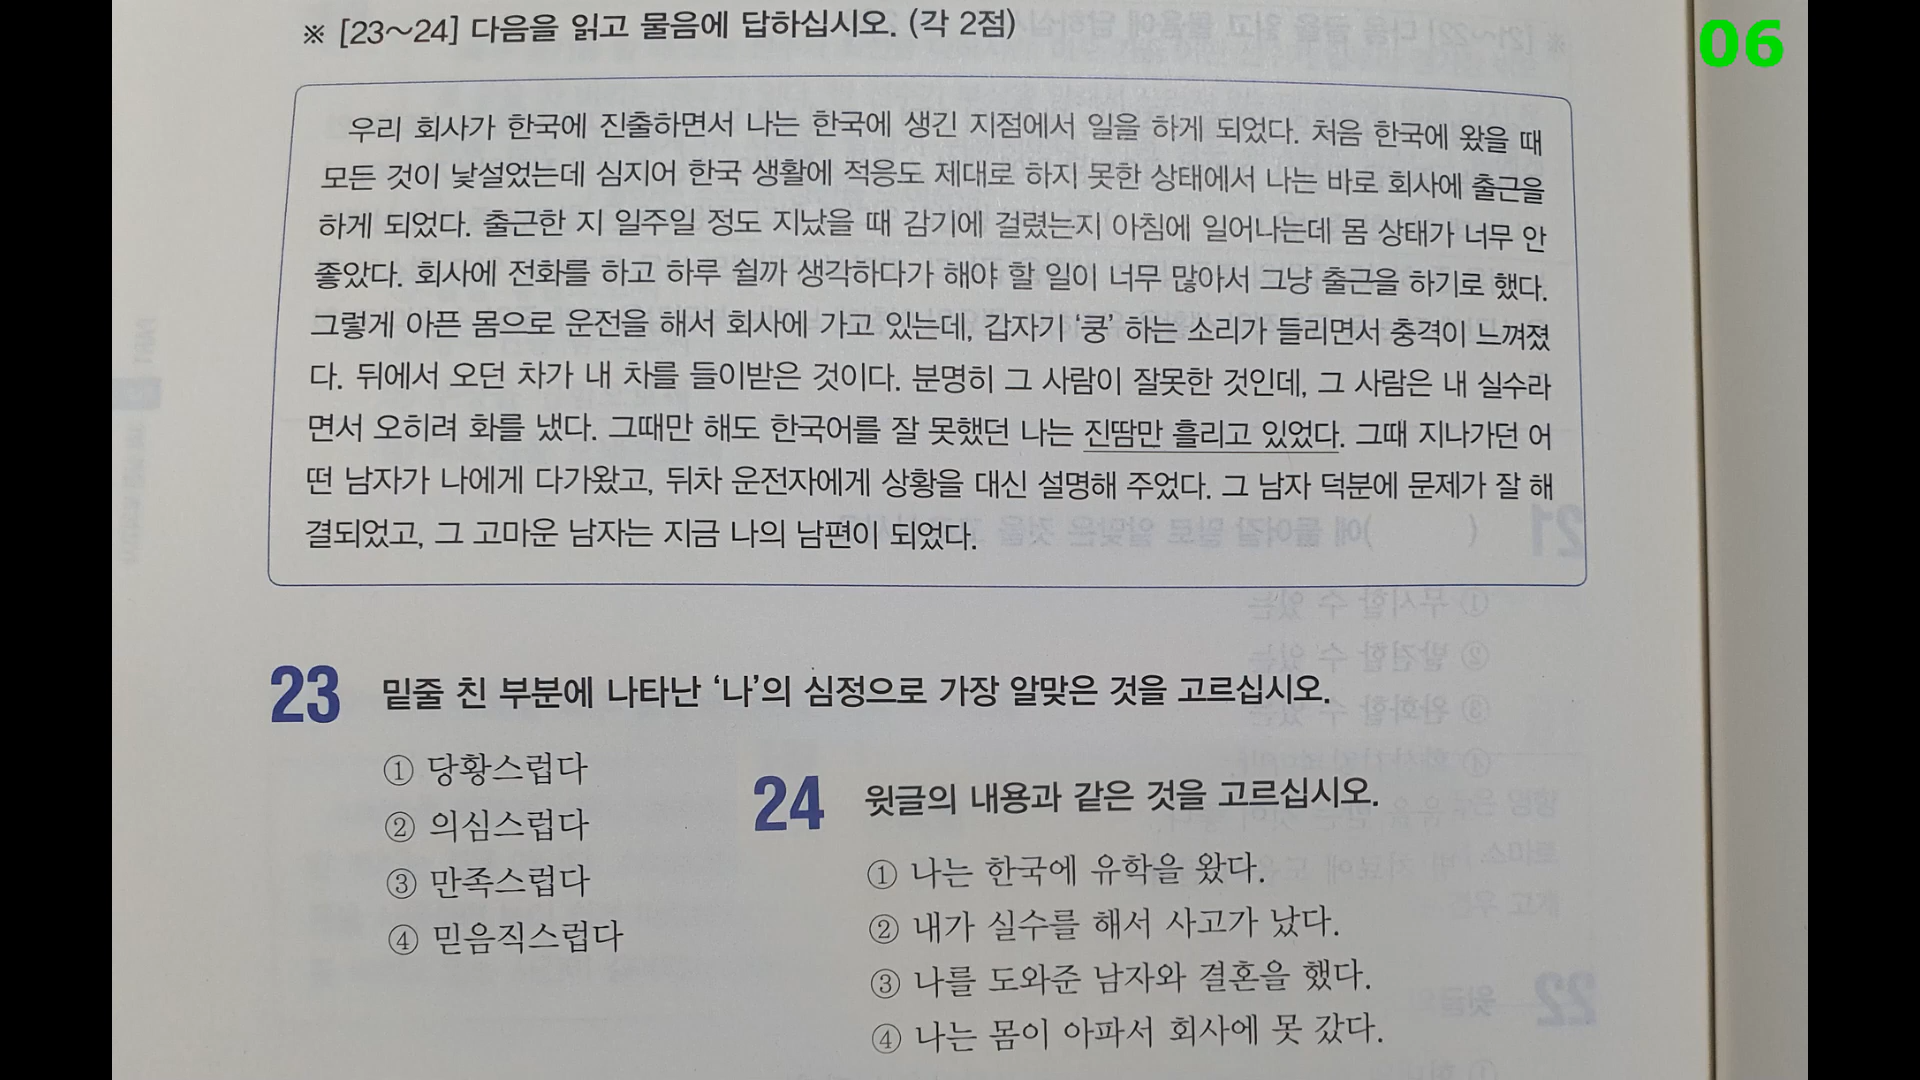 06
※ [23~24] 다음을 읽고 물음에 답하십시오. (각 2점)
우리 회사가 한국에 진출하면서 나는 한국에 생긴 지점에서 일을 하게 되었다. 처음 한국에 왔을 때
모든 것이 낯설었는데 심지어 한국 생활에 적응도 제대로 하지 못한 상태에서 나는 바로 회사에 출근을
하게 되었다. 출근한 지 일주일 정도 지났을 때 감기에 걸렸는지 아침에 일어나는데 몸 상태가 너무 안
좋았다. 회사에 전화를 하고 하루 쉴까 생각하다가 해야 할 일이 너무 많아서 그냥 출근을 하기로 했다.
그렇게 아픈 몸으로 운전을 해서 회사에 가고 있는데, 갑자기 ‘쿵’ 하는 소리가 들리면서 충격이 느껴졌
다. 뒤에서 오던 차가 내 차를 들이받은 것이다. 분명히 그 사람이 잘못한 것인데, 그 사람은 내 실수라
면서 오히려 화를 냈다. 그때만 해도 한국어를 잘 못했던 나는 진땀만 흘리고 있었다. 그때 지나가던 어
떤 남자가 나에게 다가왔고, 뒤차 운전자에게 상황을 대신 설명해 주었다. 그 남자 덕분에 문제가 잘 해
결되었고, 그 고마운 남자는 지금 나의 남편이 되었다.
23 밑줄 친 부분에 나타난 ‘나’의 심정으로 가장 알맞은 것을 고르십시오.
① 당황스럽다
② 의심스럽다
③ 만족스럽다
④ 믿음직스럽다
24 윗글의 내용과 같은 것을 고르십시오.
① 나는 한국에 유학을 왔다.
② 내가 실수를 해서 사고가 났다.
③ 나를 도와준 남자와 결혼을 했다.
④ 나는 몸이 아파서 회사에 못 갔다.